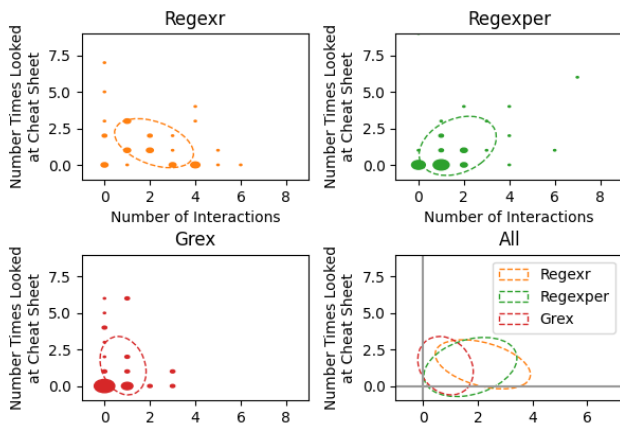 Regexr
Number Times Looked
at Cheat Sheet
7.5
5.0
2.5
0.0
0 2 4 6 8
Number of Interactions
Regexper
Number Times Looked
at Cheat Sheet
7.5
5.0
2.5
0.0
0 2 4 6 8
Number of Interactions
Grex
Number Times Looked
at Cheat Sheet
7.5
5.0
2.5
0.0
0 2 4 6 8
All
Number Times Looked
at Cheat Sheet
7.5
5.0
2.5
0.0
Regexr
Regexper
Grex
0 2 4 6